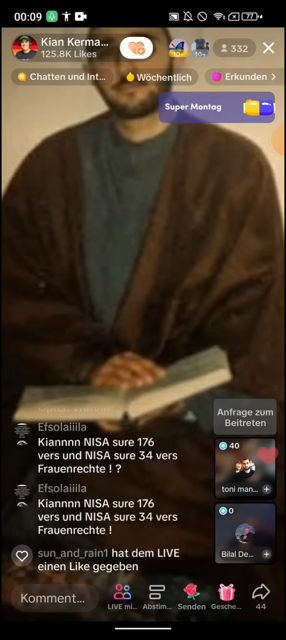 00:09
77
Kian Kerma...
125.8K Likes
10+
10+
332
Chatten und Int...
Wöchentlich
Erkunden
Super Montag
Efsolaiiila
Kiannnn NISA sure 176
vers und NISA sure 34 vers
Frauenrechte ! ?
Efsolaiiila
Kiannnn NISA sure 176
vers und NISA sure 34 vers
Frauenrechte !
sun_and_rain1 hat dem LIVE
einen Like gegeben
Anfrage zum
Beitreten
40
toni man...
0
Bilal De...
Komment...
LIVE mi...
Abstim...
Senden
Gesche...
44